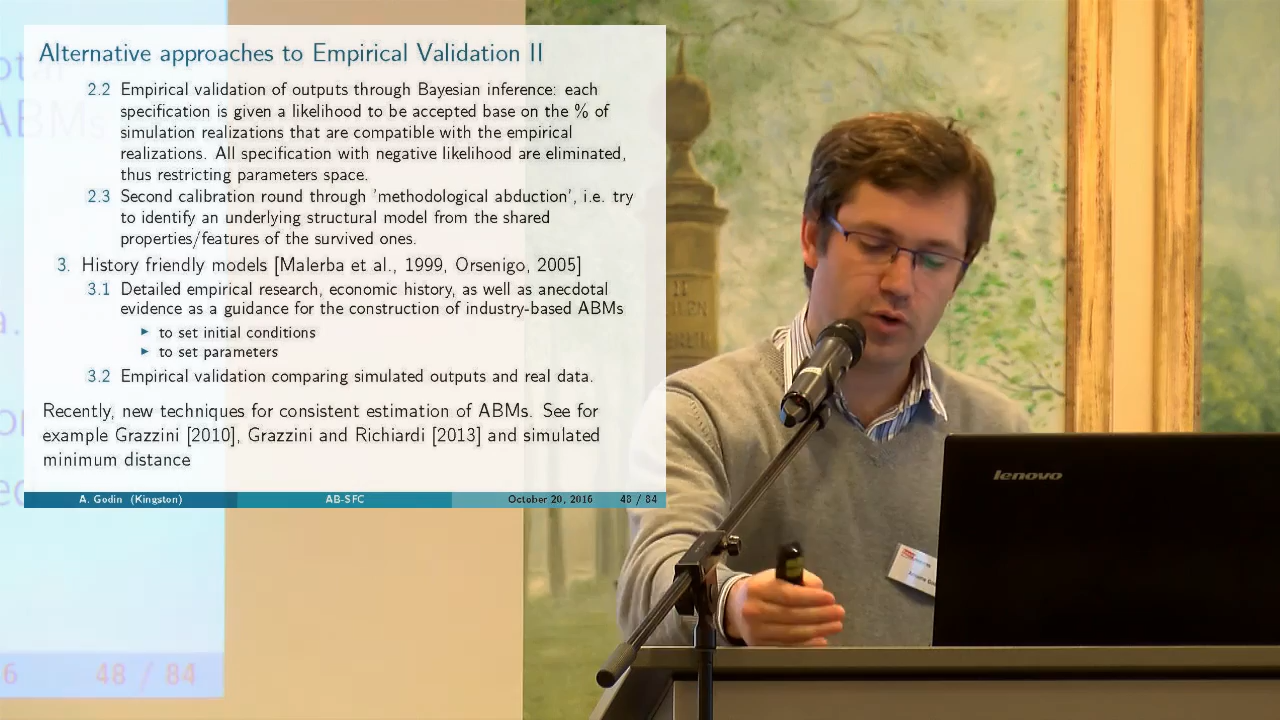 Alternative approaches to Empirical Validation II
2.2 Empirical validation of outputs through Bayesian inference: each
specification is given a likelihood to be accepted base on the % of
simulation realizations that are compatible with the empirical
realizations. All specification with negative likelihood are eliminated,
thus restricting parameters space.
2.3 Second calibration round through 'methodological abduction', i.e. try
to identify an underlying structural model from the shared
properties/features of the survived ones.
3. History friendly models [Malerba et al., 1999, Orsenigo, 2005]
3.1 Detailed empirical research, economic history, as well as anecdotal
evidence as a guidance for the construction of industry-based ABMs
▶ to set initial conditions
▶ to set parameters
3.2 Empirical validation comparing simulated outputs and real data.
Recently, new techniques for consistent estimation of ABMs. See for
example Grazzini [2010], Grazzini and Richiardi [2013] and simulated
minimum distance
A. Godin (Kingston) AB-SFC October 20, 2016 48 / 84
lenovo
6 48 / 84